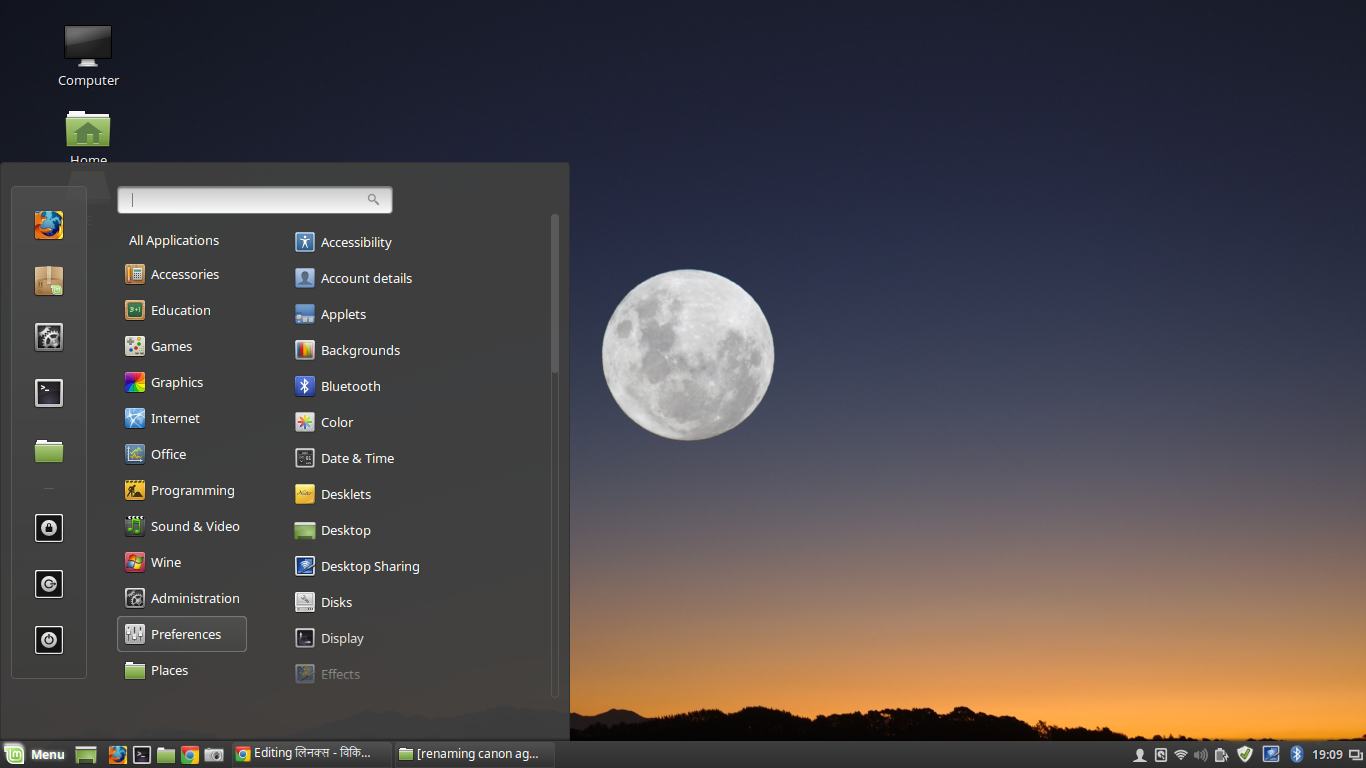 Computer
Home
All Applications
Accessories
Education
Games
Graphics
Internet
Office
Programming
Sound & Video
Wine
Administration
Preferences
Places
Accessibility
Account details
Applets
Backgrounds
Bluetooth
Color
Date & Time
Desklets
Desktop
Desktop Sharing
Disks
Display
Effects
Menu
Editing लिनक्स - विकि...
[renaming canon ag...
19:09